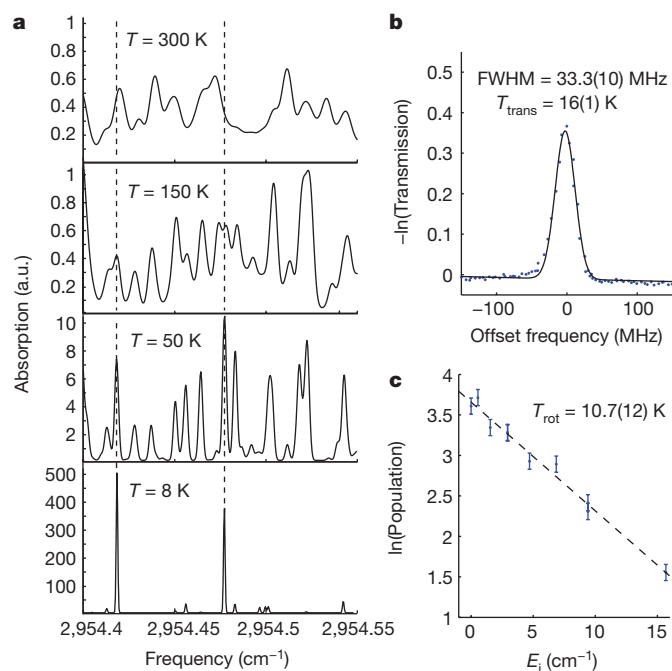 a
Absorption (a.u.)
T = 300 K
1
0.8
0.6
0.4
0.2
T = 150 K
1
0.8
0.6
0.4
0.2
T = 50 K
10
8
6
4
2
T = 8 K
500
400
300
200
100
2,954.4 2,954.45 2,954.5 2,954.55
Frequency (cm⁻¹)
b
–ln(Transmission)
–0.5
0.4
0.3
0.2
0.1
0
FWHM = 33.3(10) MHz
Ttrans = 16(1) K
–100 0 100
Offset frequency (MHz)
c
ln(Population)
4
3.5
3
2.5
2
1.5
1
Trot = 10.7(12) K
0 5 10 15
Ei (cm⁻¹)